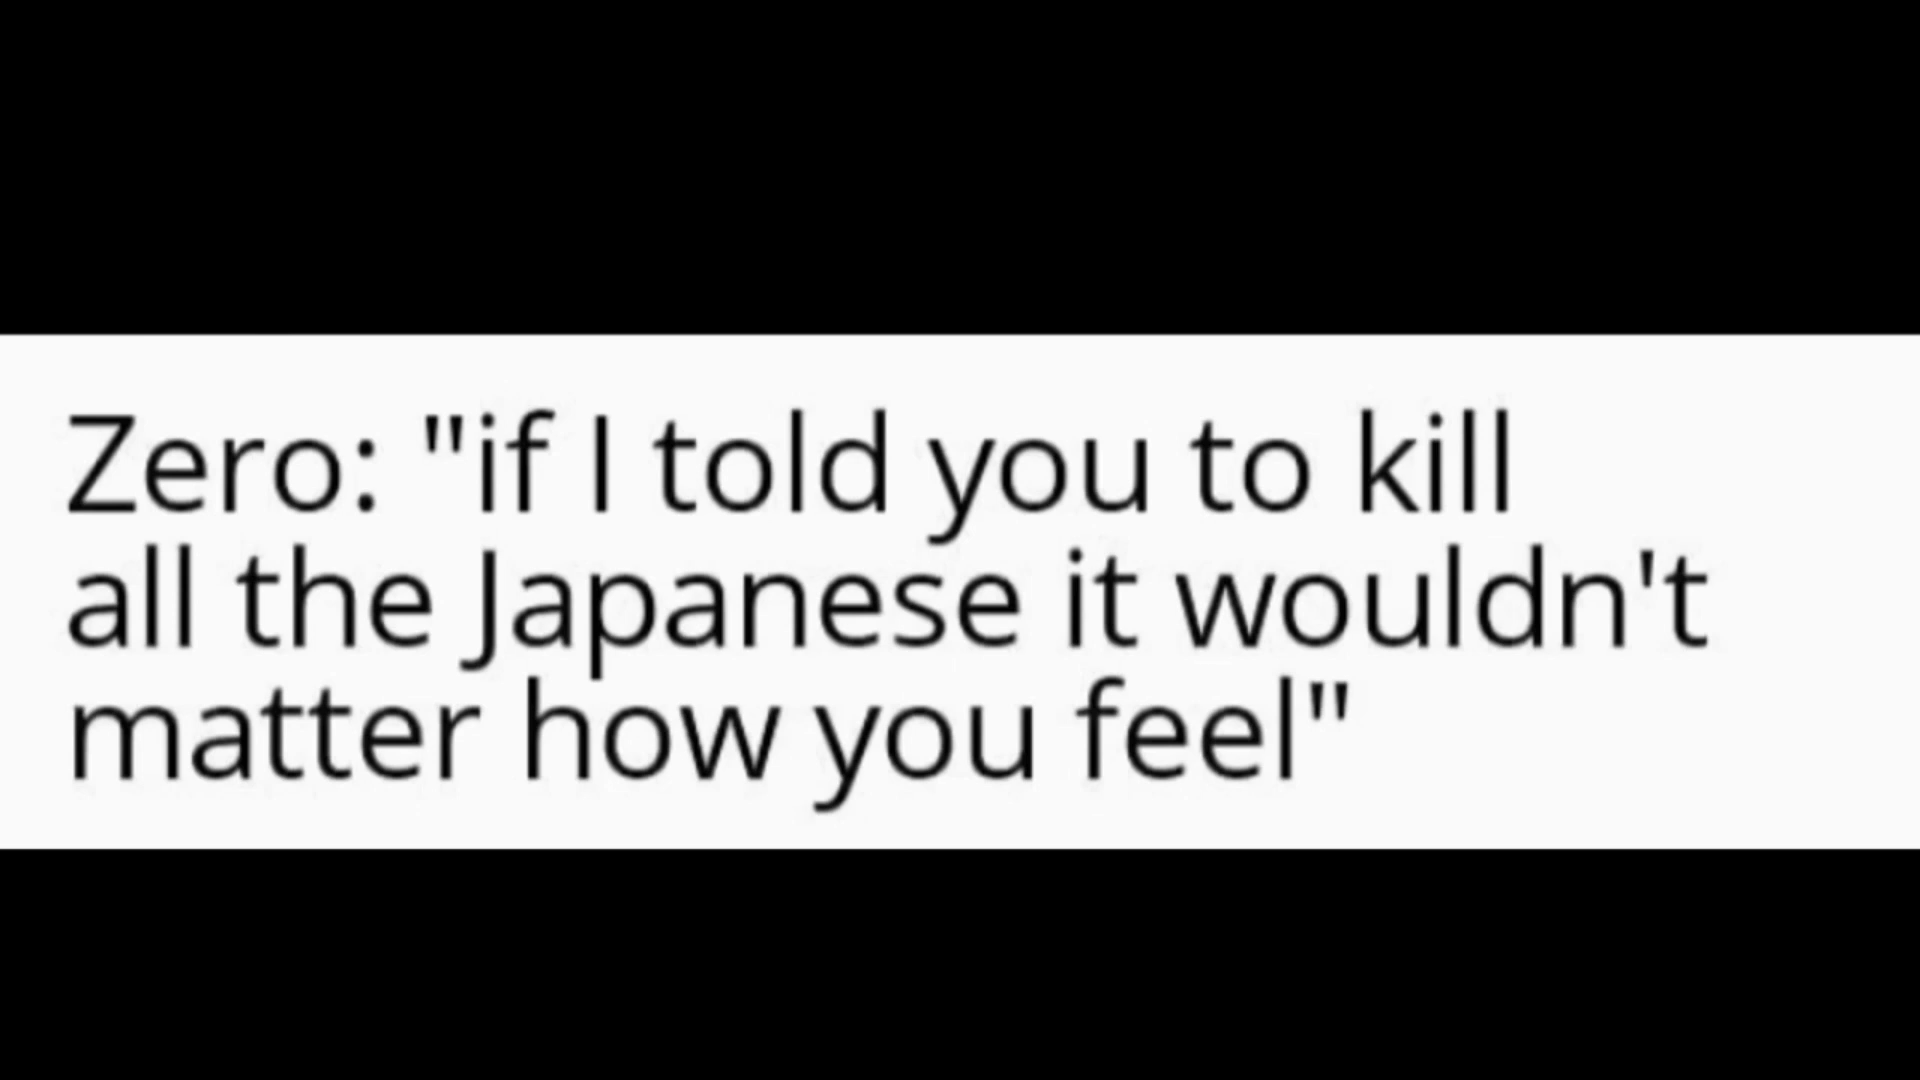 Zero: "if I told you to kill
all the Japanese it wouldn't
matter how you feel"